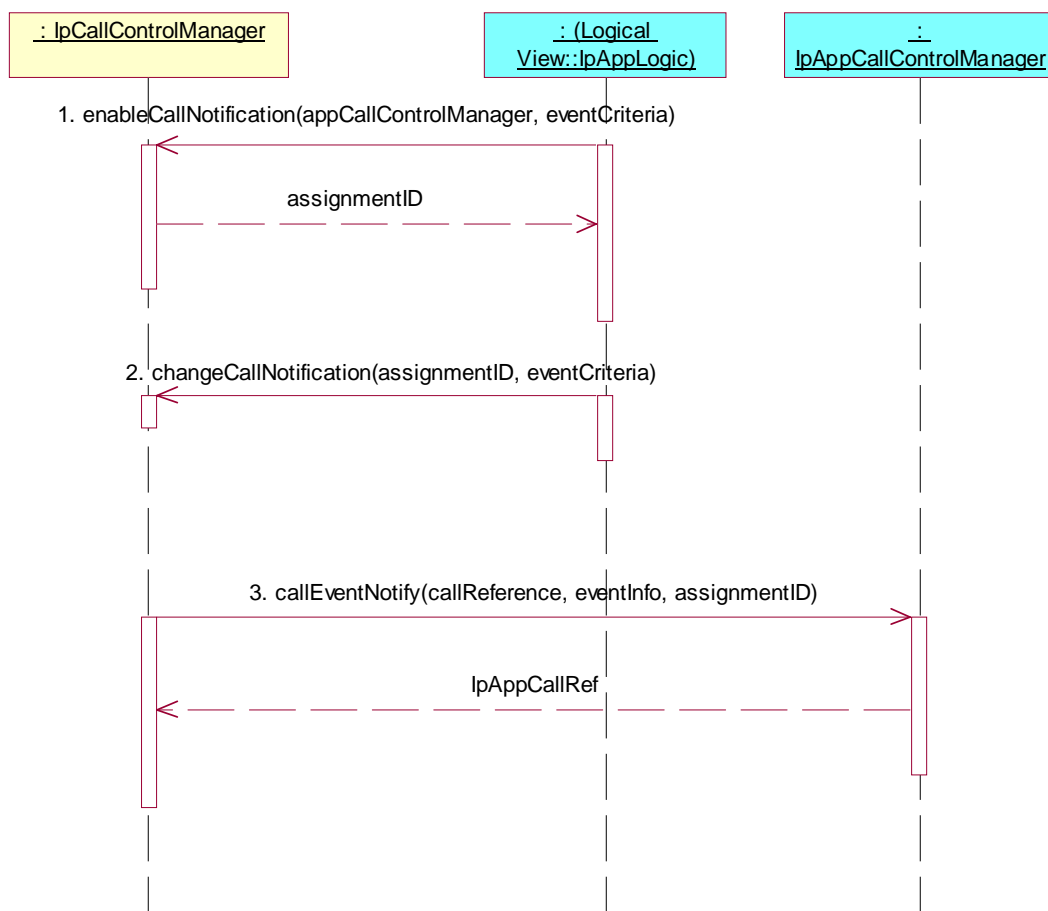 : IpCallControlManager
: (Logical
View::IpAppLogic)
:
IpAppCallControlManager
1. enableCallNotification(appCallControlManager, eventCriteria)
assignmentID
2. changeCallNotification(assignmentID, eventCriteria)
3. callEventNotify(callReference, eventInfo, assignmentID)
IpAppCallRef